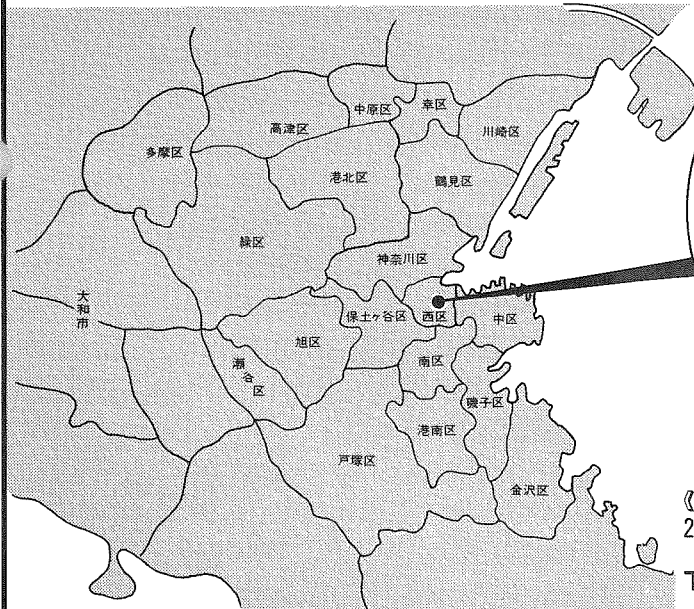 中原区
幸区
高津区
川崎区
多摩区
港北区
鶴見区
緑区
神奈川区
大和市
保土ヶ谷区
西区
中区
旭区
瀬谷区
南区
磯子区
港南区
戸塚区
金沢区
《
2